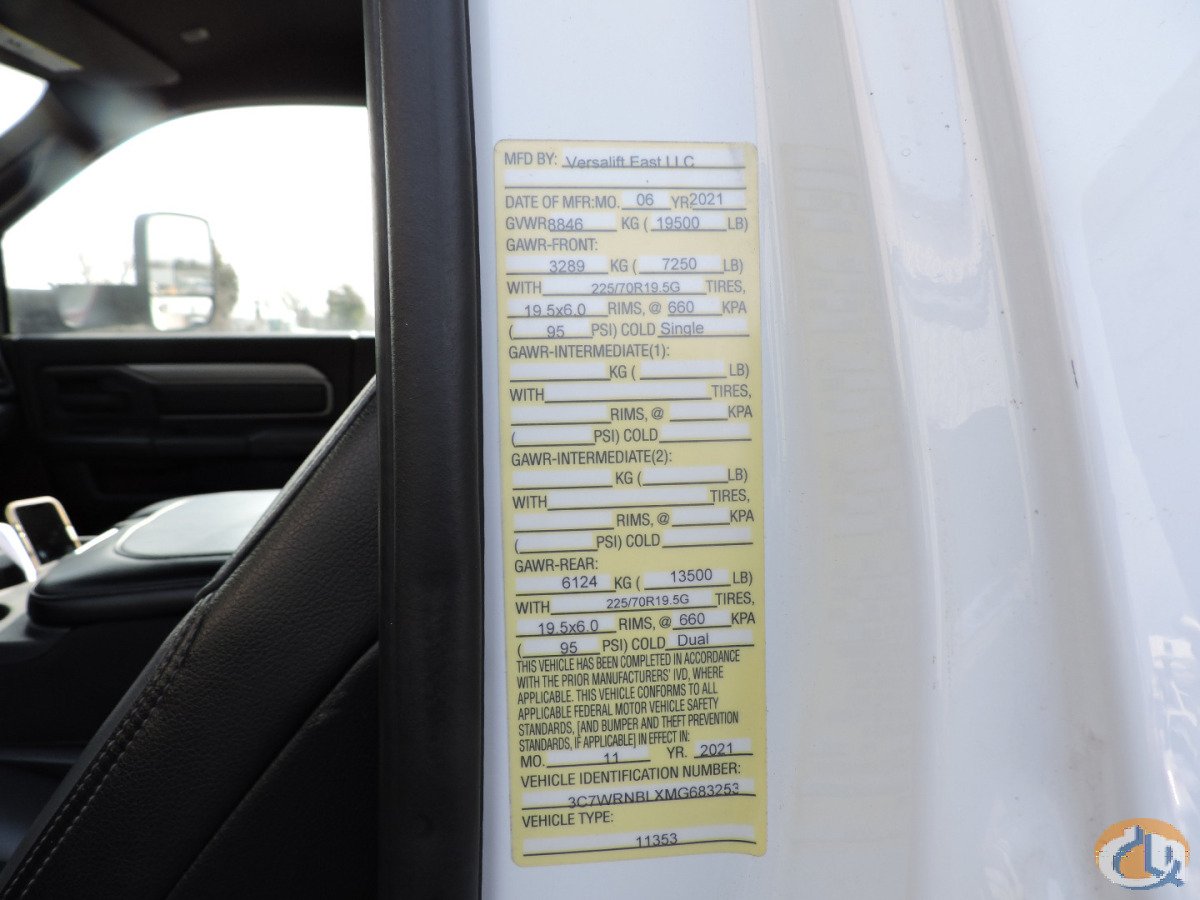 MFD BY: Versalift East LLC
DATE OF MFR:MO. 06 YR. 2021
GVWR 8846 KG ( 19500 LB)
GAWR-FRONT:
3289 KG ( 7250 LB)
WITH 225/70R19.5G TIRES,
19.5x6.0 RIMS, @ 660 KPA
( 95 PSI) COLD Single
GAWR-INTERMEDIATE(1):
KG ( LB)
WITH TIRES,
RIMS, @ KPA
( PSI) COLD
GAWR-INTERMEDIATE(2):
KG ( LB)
WITH TIRES,
RIMS, @ KPA
( PSI) COLD
GAWR-REAR:
6124 KG ( 13500 LB)
WITH 225/70R19.5G TIRES,
19.5x6.0 RIMS, @ 660 KPA
( 95 PSI) COLD Dual
THIS VEHICLE HAS BEEN COMPLETED IN ACCORDANCE
WITH THE PRIOR MANUFACTURERS' IVD, WHERE
APPLICABLE. THIS VEHICLE CONFORMS TO ALL
APPLICABLE FEDERAL MOTOR VEHICLE SAFETY
STANDARDS, [AND BUMPER AND THEFT PREVENTION
STANDARDS, IF APPLICABLE] IN EFFECT IN:
MO. 11 YR. 2021
VEHICLE IDENTIFICATION NUMBER:
3C7WRNBLXMG683253
VEHICLE TYPE:
11353